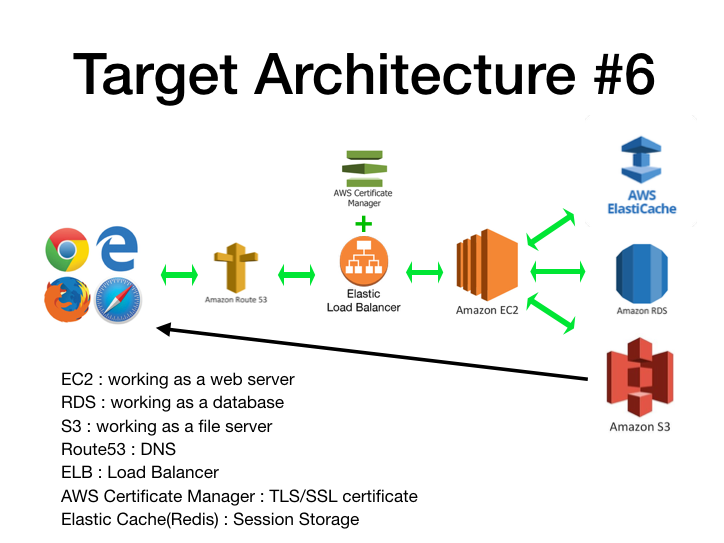 Target Architecture #6
AWS Certificate
Manager
+
AWS
ElastiCache
Amazon Route 53
Elastic
Load Balancer
Amazon EC2
Amazon RDS
Amazon S3
EC2 : working as a web server
RDS : working as a database
S3 : working as a file server
Route53 : DNS
ELB : Load Balancer
AWS Certificate Manager : TLS/SSL certificate
Elastic Cache(Redis) : Session Storage